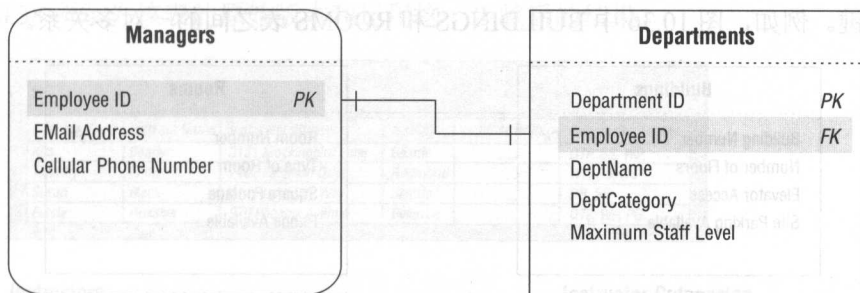 Managers
Employee ID PK
EMail Address
Cellular Phone Number
Departments
Department ID PK
Employee ID FK
DeptName
DeptCategory
Maximum Staff Level